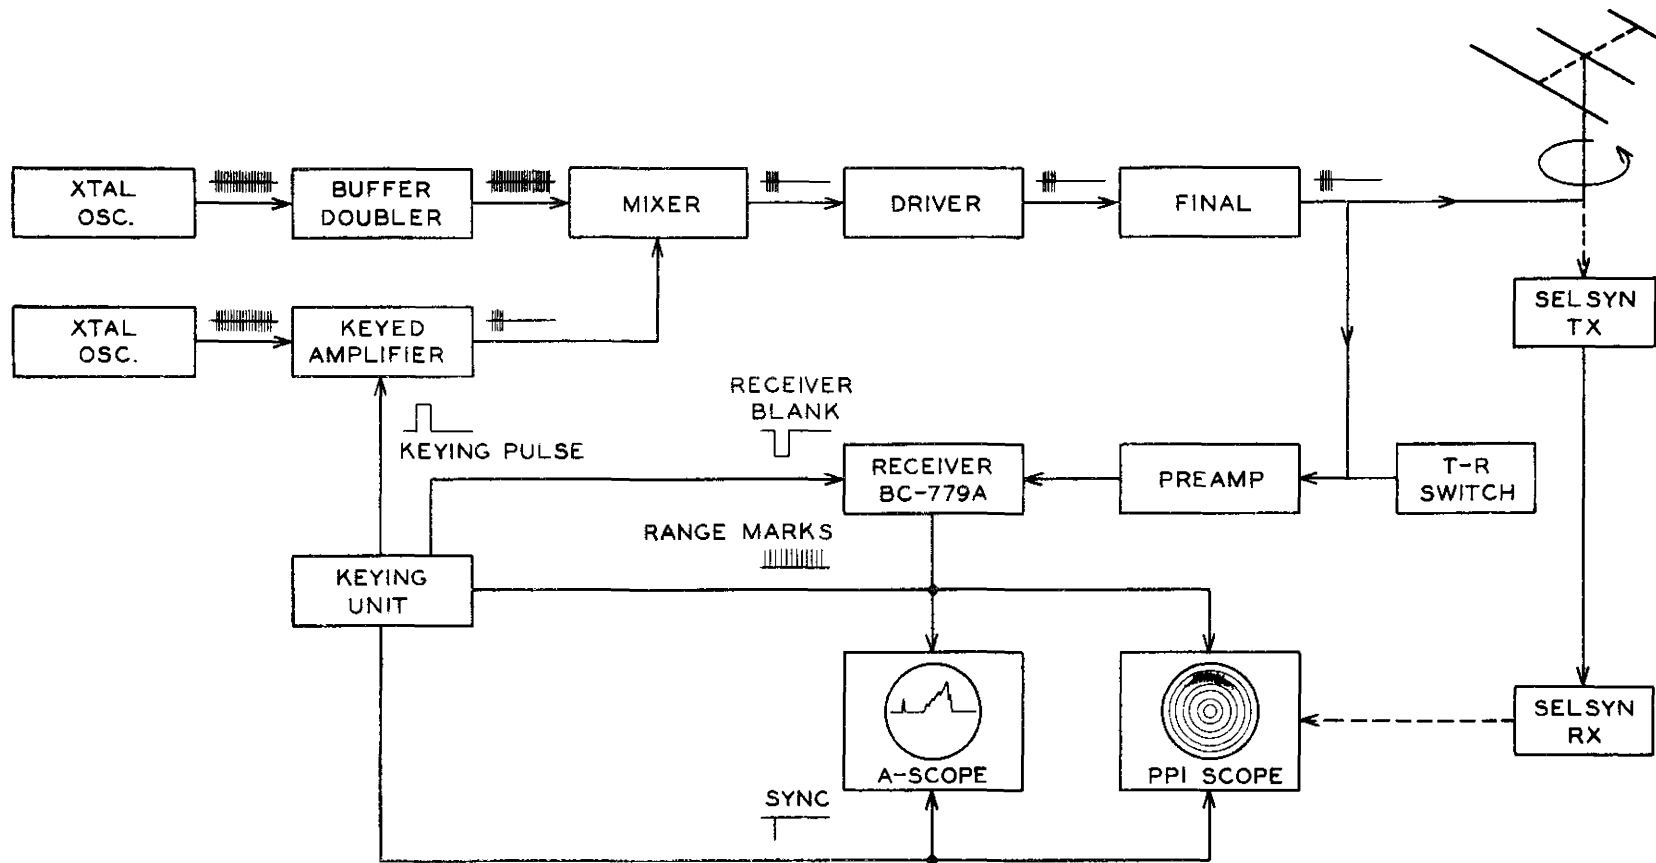 XTAL
OSC.
BUFFER
DOUBLER
MIXER
DRIVER
FINAL
XTAL
OSC.
KEYED
AMPLIFIER
SELSYN
TX
KEYING PULSE
RECEIVER
BLANK
RECEIVER
BC-779A
PREAMP
T-R
SWITCH
RANGE MARKS
KEYING
UNIT
A-SCOPE
PPI SCOPE
SELSYN
RX
SYNC